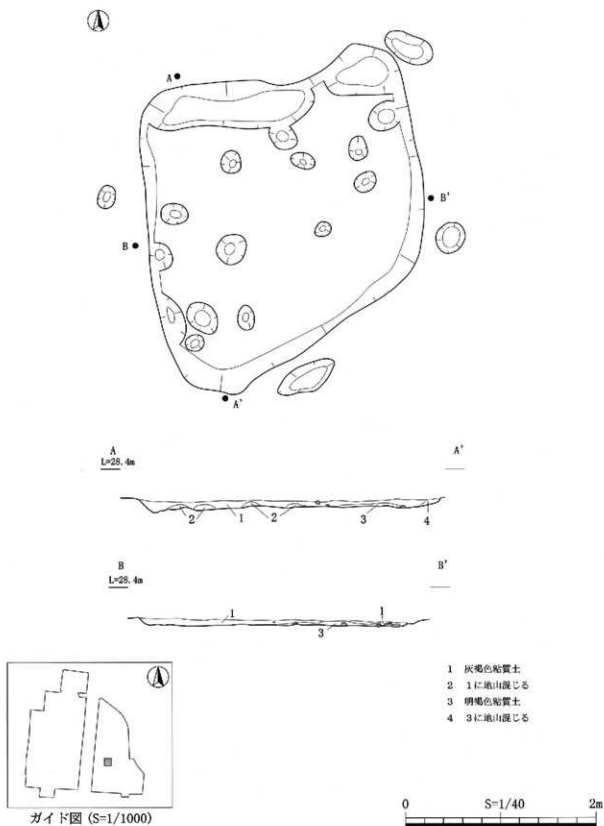 A
B'
B
A'
A
A'
L=28.4m
2
1
2
3
4
B
B'
L=28.4m
1
3
1
1 灰褐色粘質土
2 1に地山混じる
3 明褐色粘質土
4 3に地山混じる
ガイド図 (S=1/1000)
0 S=1/40 2m